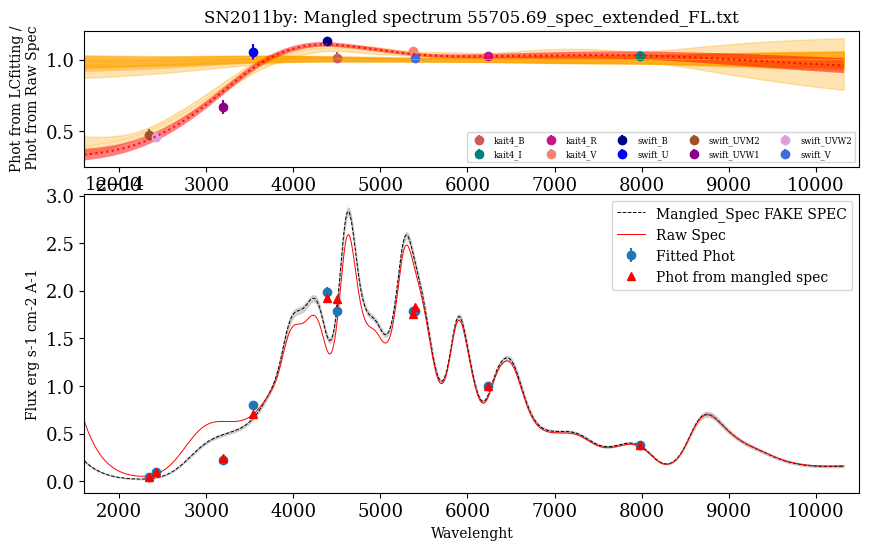 SN2011by: Mangled spectrum 55705.69_spec_extended_FL.txt
Phot from LCfitting /
Phot from Raw Spec
1.0
0.5
kait4_B
kait4_R
swift_B
swift_UVM2
swift_UVW2
kait4_I
kait4_V
swift_U
swift_UVW1
swift_V
2000 3000 4000 5000 6000 7000 8000 9000 10000
1e−14
Flux erg s-1 cm-2 A-1
3.0
2.5
2.0
1.5
1.0
0.5
0.0
Mangled_Spec FAKE SPEC
Raw Spec
Fitted Phot
Phot from mangled spec
2000 3000 4000 5000 6000 7000 8000 9000 10000
Wavelenght